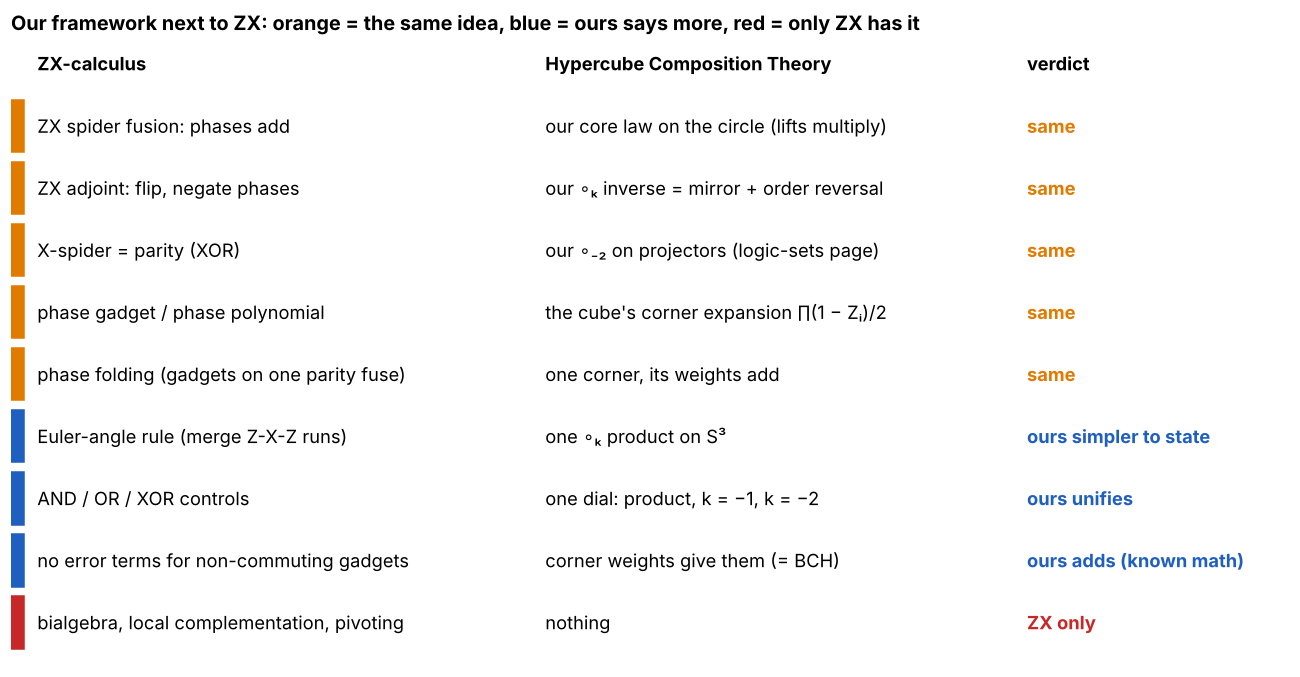 Our framework next to ZX: orange = the same idea, blue = ours says more, red = only ZX has it
ZX-calculus Hypercube Composition Theory verdict
ZX spider fusion: phases add our core law on the circle (lifts multiply) same
ZX adjoint: flip, negate phases our ∘ₖ inverse = mirror + order reversal same
X-spider = parity (XOR) our ∘₋₂ on projectors (logic-sets page) same
phase gadget / phase polynomial the cube's corner expansion ∏(1 − Zᵢ)/2 same
phase folding (gadgets on one parity fuse) one corner, its weights add same
Euler-angle rule (merge Z-X-Z runs) one ∘ₖ product on S³ ours simpler to state
AND / OR / XOR controls one dial: product, k = −1, k = −2 ours unifies
no error terms for non-commuting gadgets corner weights give them (= BCH) ours adds (known math)
bialgebra, local complementation, pivoting nothing ZX only